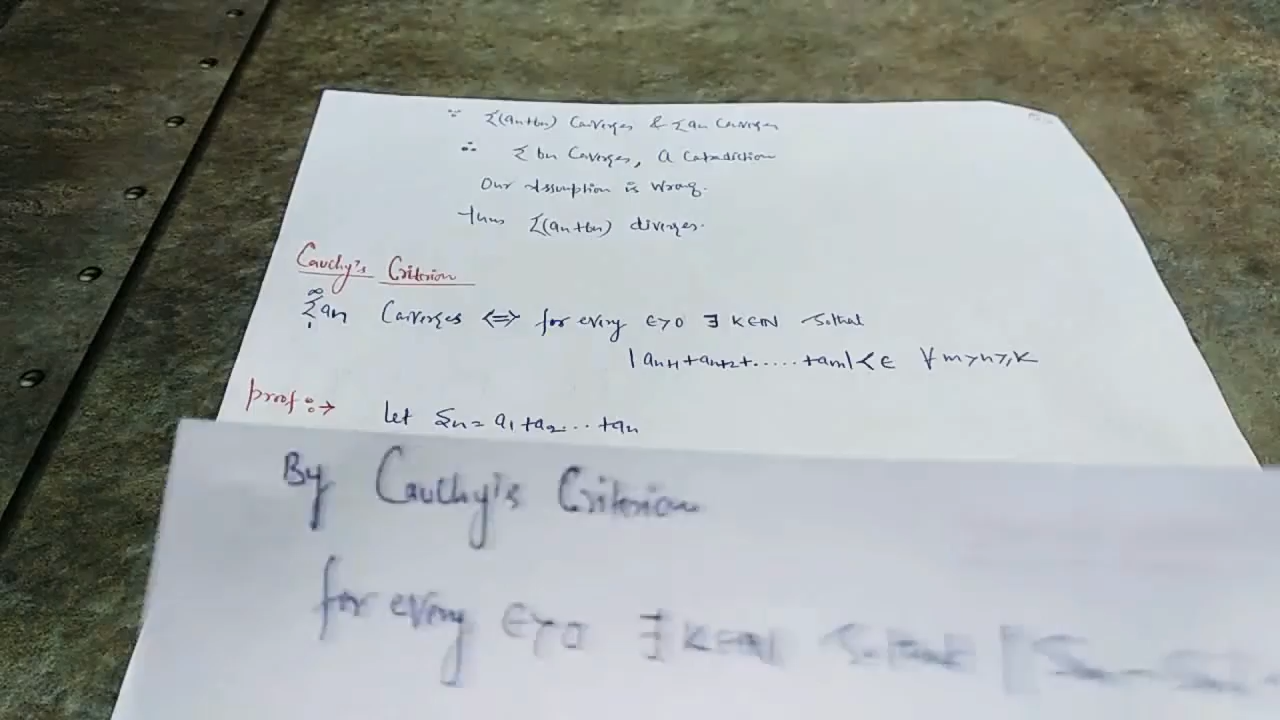 ∵ Σ(an+bn) Converges & Σan Converges
∴ Σbn Converges, A Contradiction
Our Assumption is wrong.
thus Σ(an+bn) diverges.
Cauchy's Criterion
∞
Σan Converges <=> for every ϵ>0 ∃ K∈N S.that
1
|an+1+an+2+......+am|<ϵ ∀ m>n≥K
Proof:→ Let Sn = a1+a2...+an
By Cauchy's Criterion
for every ϵ>0 ∃ K∈N S.that |Sm-